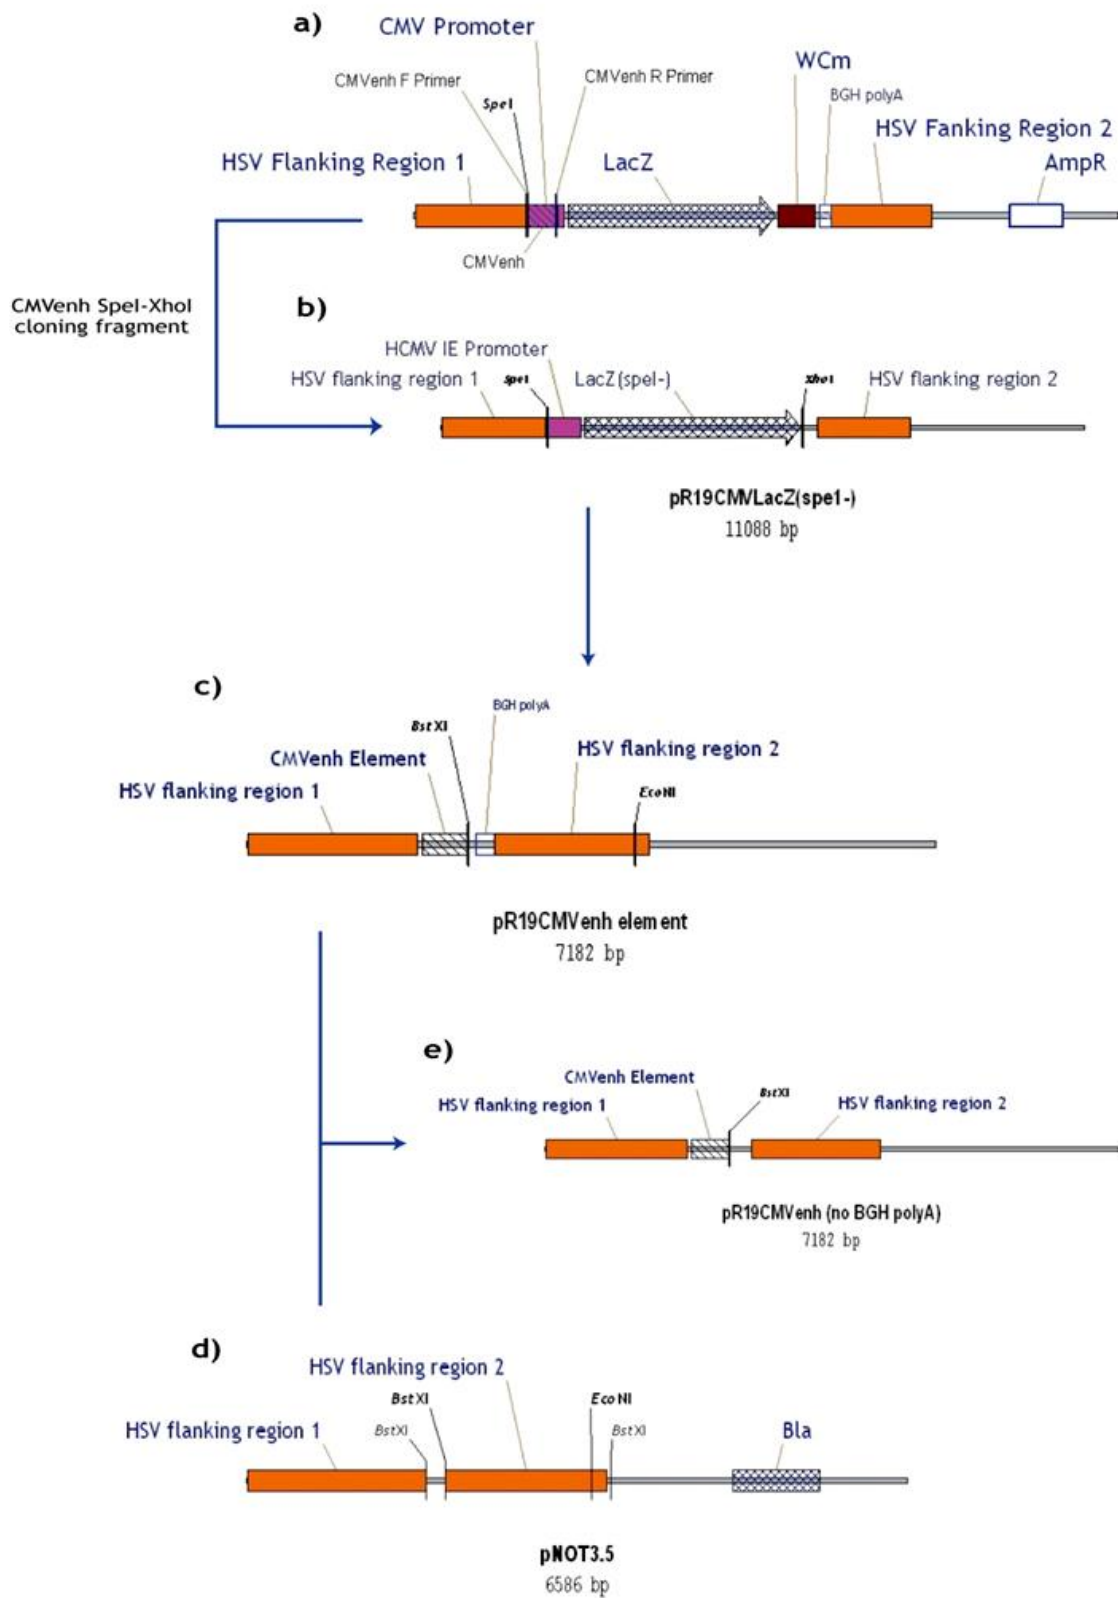 a)
CMV Promoter
WCm
CMVenh F Primer
CMVenh R Primer
BGH polyA
SpeI
HSV Fanking Region 2
HSV Flanking Region 1
LacZ
AmpR
CMVenh
CMVenh SpeI-XhoI
cloning fragment
b)
HCMV IE Promoter
HSV flanking region 1
SpeI
LacZ(speI-)
XhoI
HSV flanking region 2
pR19CMVLacZ(spe1-)
11088 bp
c)
BGH polyA
BstXI
CMVenh Element
HSV flanking region 2
HSV flanking region 1
EcoNI
pR19CMVenh element
7182 bp
e)
CMVenh Element
BstXI
HSV flanking region 1
HSV flanking region 2
pR19CMVenh (no BGH polyA)
7182 bp
d)
HSV flanking region 2
BstXI
EcoNI
HSV flanking region 1
BstXI
BstXI
Bla
pNOT3.5
6586 bp